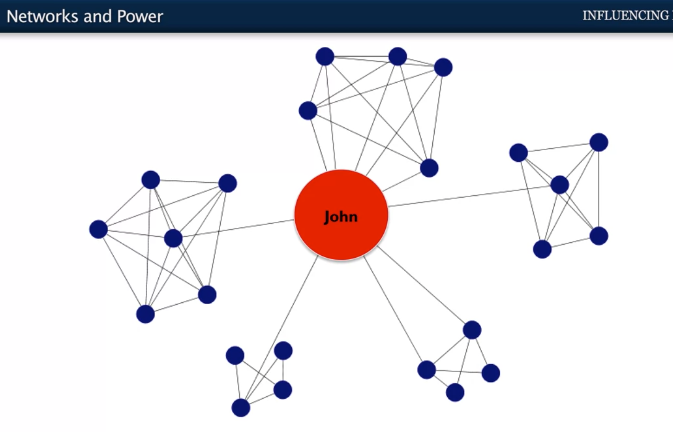 Networks and Power
INFLUENCING
John